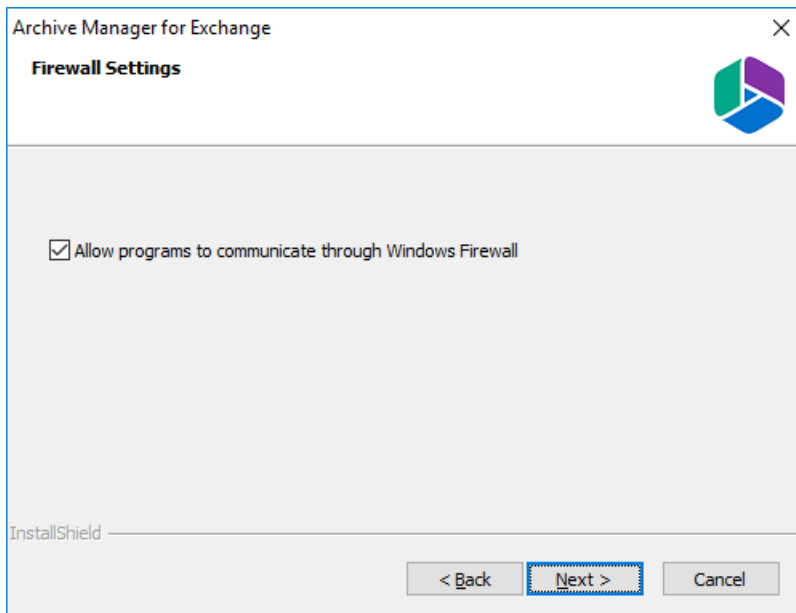 Archive Manager for Exchange
Firewall Settings
Allow programs to communicate through Windows Firewall
InstallShield
< Back Next > Cancel